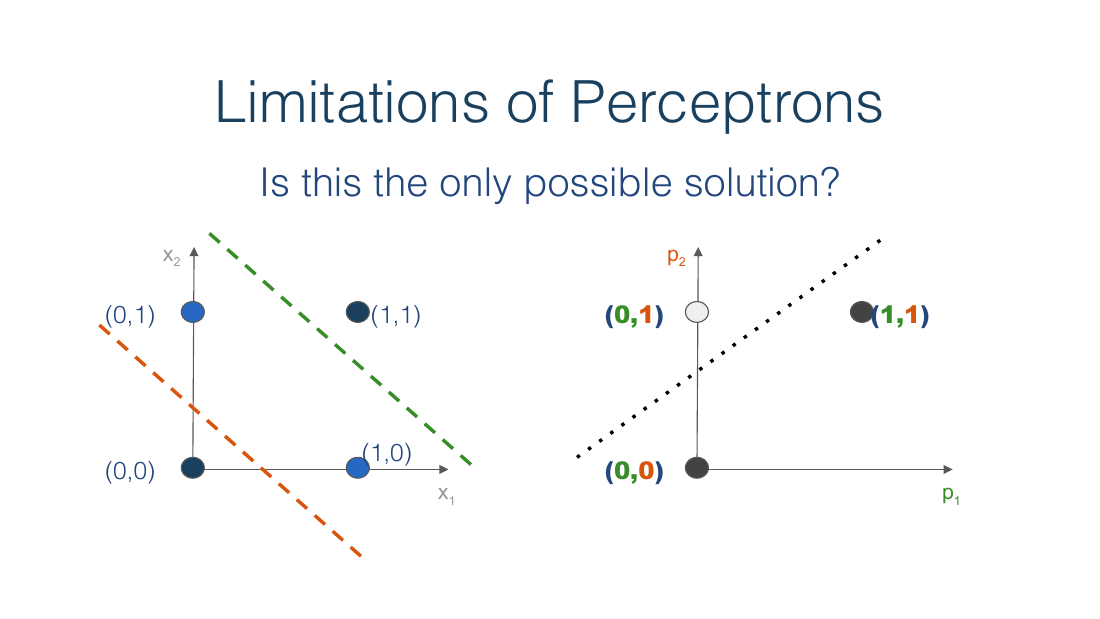 Limitations of Perceptrons
Is this the only possible solution?
x₂
(0,1)
(1,1)
(0,0)
(1,0)
x₁
p₂
(0,1)
(1,1)
(0,0)
p₁